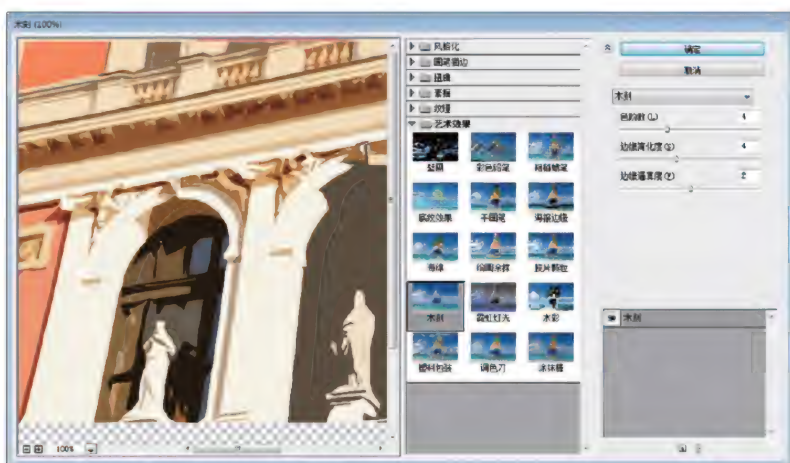 木刻 (100%)
风格化
画笔描边
扭曲
素描
纹理
艺术效果
壁画
彩色铅笔
粗糙蜡笔
底纹效果
干画笔
海报边缘
海绵
绘画涂抹
胶片颗粒
木刻
霓虹灯光
水彩
塑料包装
调色刀
涂抹棒
100%
确定
取消
木刻
色阶数(L) 4
边缘简化度(S) 4
边缘逼真度(F) 2
木刻